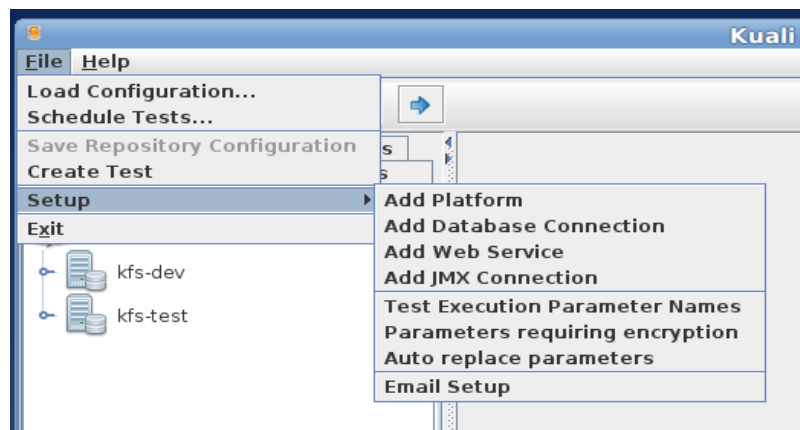 Kuali
File Help
Load Configuration...
Schedule Tests...
Save Repository Configuration
Create Test
Setup
Exit
s
s
Add Platform
Add Database Connection
Add Web Service
Add JMX Connection
Test Execution Parameter Names
Parameters requiring encryption
Auto replace parameters
Email Setup
kfs-dev
kfs-test